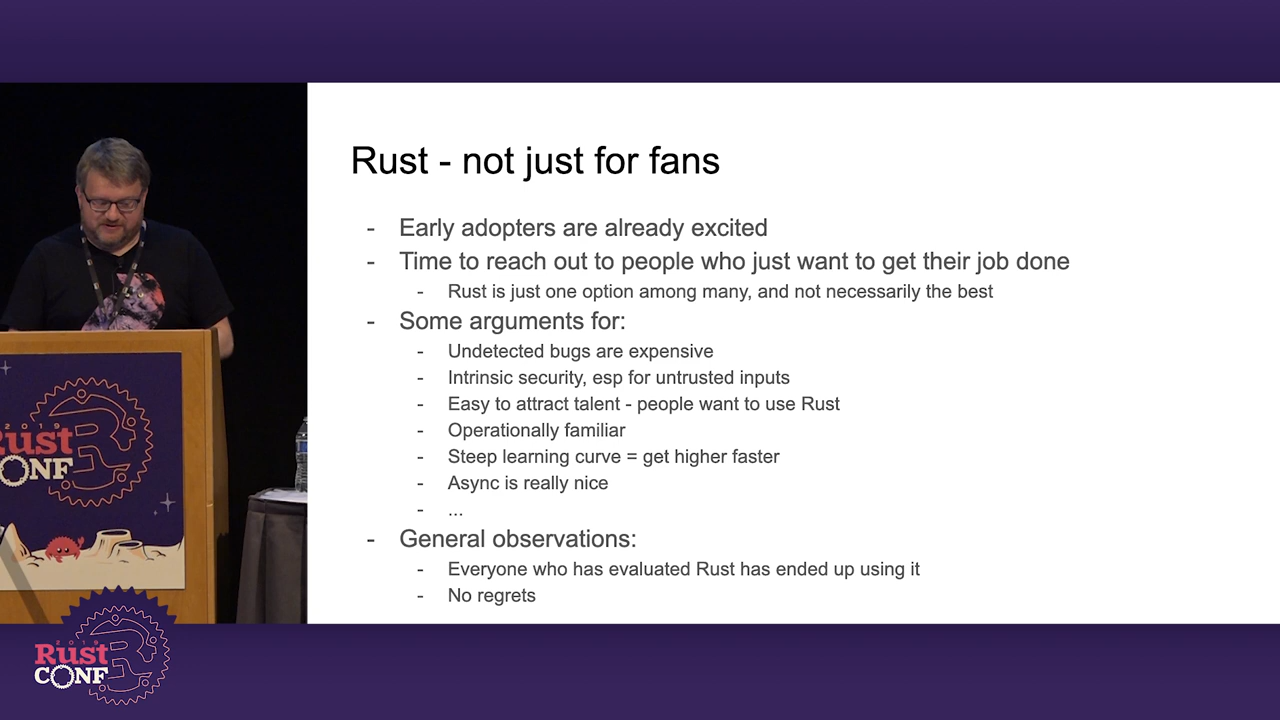 Rust - not just for fans
- Early adopters are already excited
- Time to reach out to people who just want to get their job done
- Rust is just one option among many, and not necessarily the best
- Some arguments for:
- Undetected bugs are expensive
- Intrinsic security, esp for untrusted inputs
- Easy to attract talent - people want to use Rust
- Operationally familiar
- Steep learning curve = get higher faster
- Async is really nice
- ...
- General observations:
- Everyone who has evaluated Rust has ended up using it
- No regrets
2019
Rust
CONF
2019
Rust
CONF